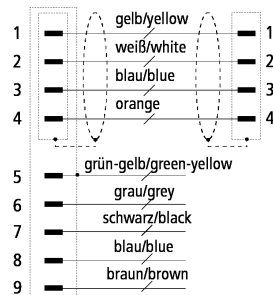 1 gelb/yellow 1
2 weiß/white 2
3 blau/blue 3
4 orange 4
5 grün-gelb/green-yellow
6 grau/grey
7 schwarz/black
8 blau/blue
9 braun/brown